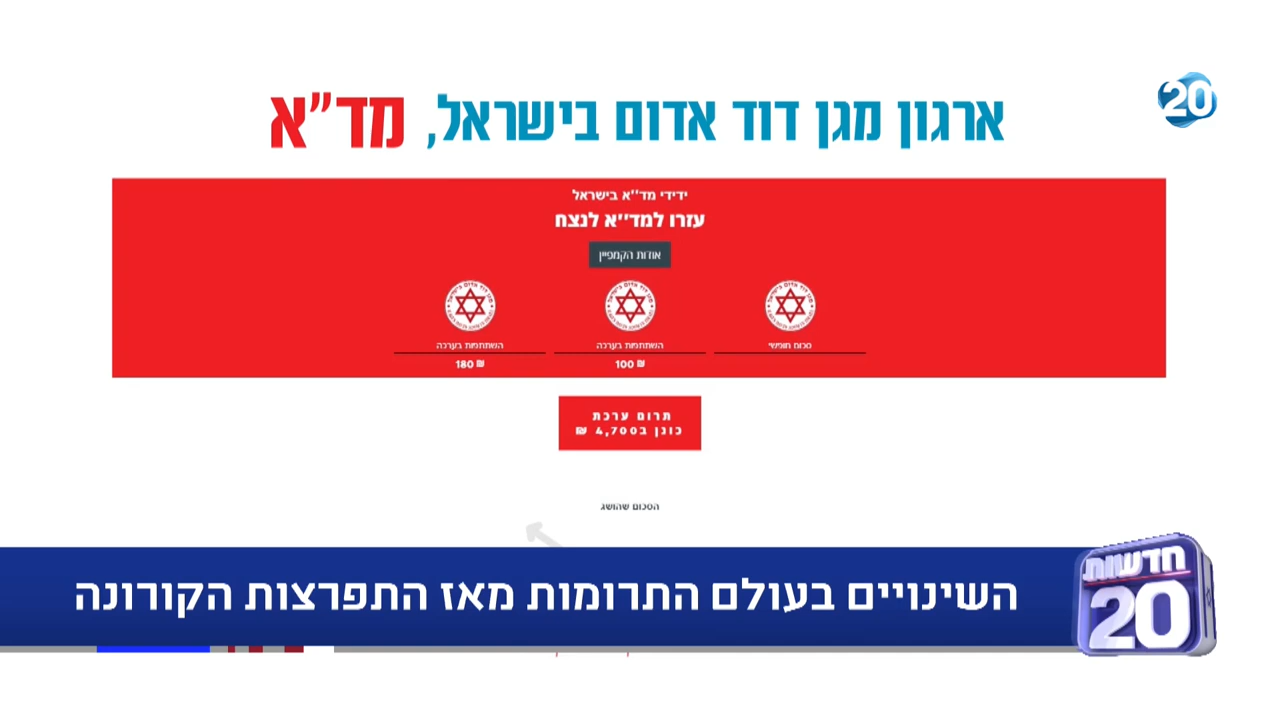 20
ארגון מגן דוד אדום בישראל, מד"א
ידידי מד''א בישראל
עזרו למד''א לנצח
אודות הקמפיין
סכום חופשי
השתתפות בערכה
100 ₪
השתתפות בערכה
180 ₪
תרום ערכת
כונן ב4,700 ₪
הסכום שהושג
השינויים בעולם התרומות מאז התפרצות הקורונה
חדשות
20